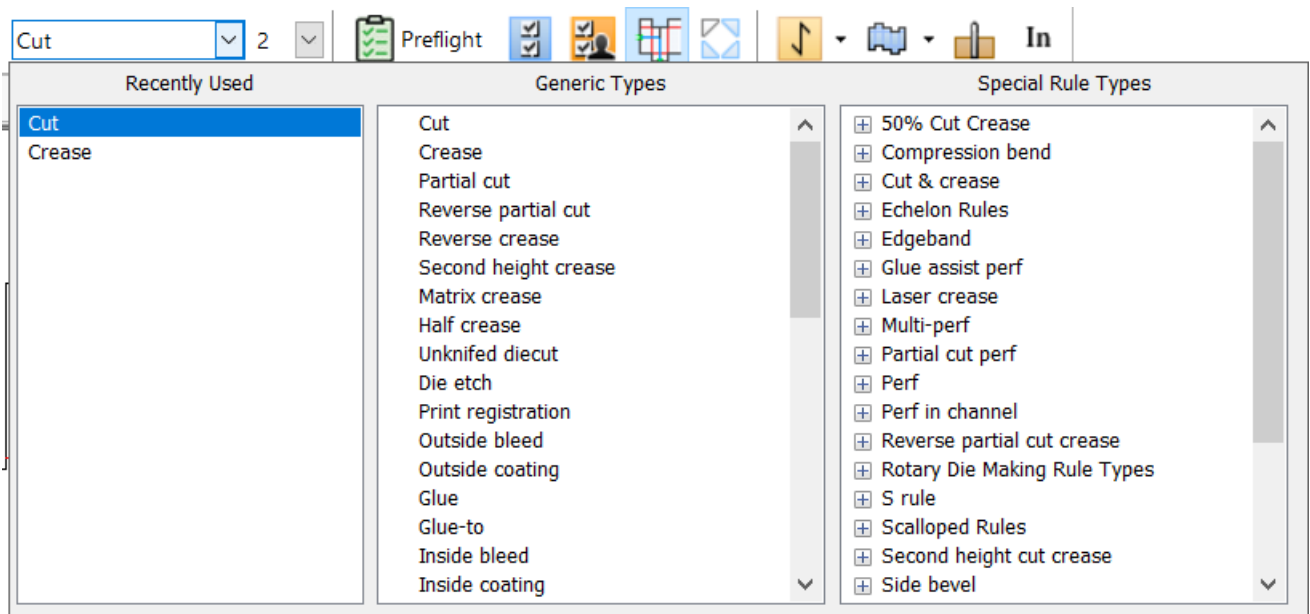 Cut 2 Preflight In
Recently Used
Cut
Crease
Generic Types
Cut
Crease
Partial cut
Reverse partial cut
Reverse crease
Second height crease
Matrix crease
Half crease
Unknifed diecut
Die etch
Print registration
Outside bleed
Outside coating
Glue
Glue-to
Inside bleed
Inside coating
Special Rule Types
50% Cut Crease
Compression bend
Cut & crease
Echelon Rules
Edgeband
Glue assist perf
Laser crease
Multi-perf
Partial cut perf
Perf
Perf in channel
Reverse partial cut crease
Rotary Die Making Rule Types
S rule
Scalloped Rules
Second height cut crease
Side bevel